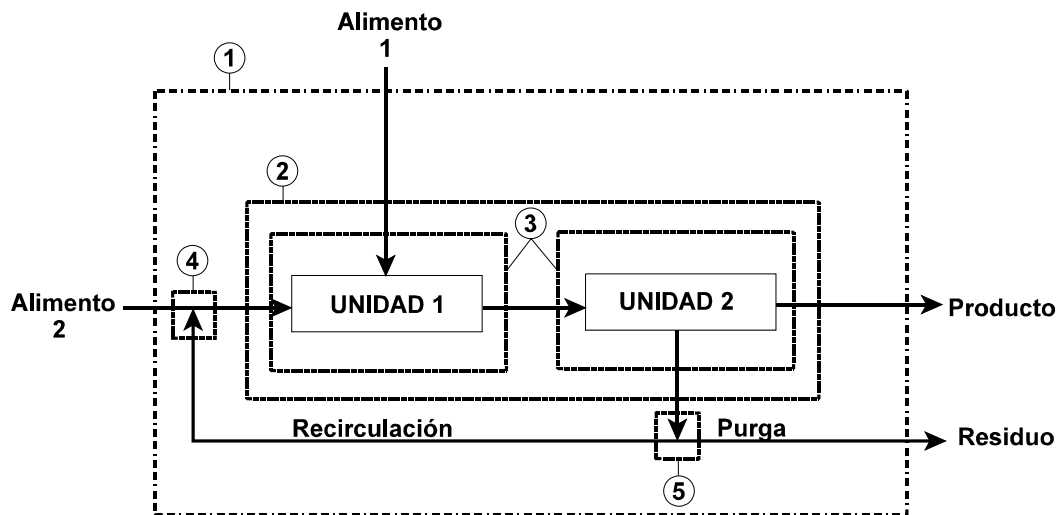 Alimento
1
1
2
3
4
Alimento
2
UNIDAD 1
UNIDAD 2
Producto
Recirculación
Purga
Residuo
5